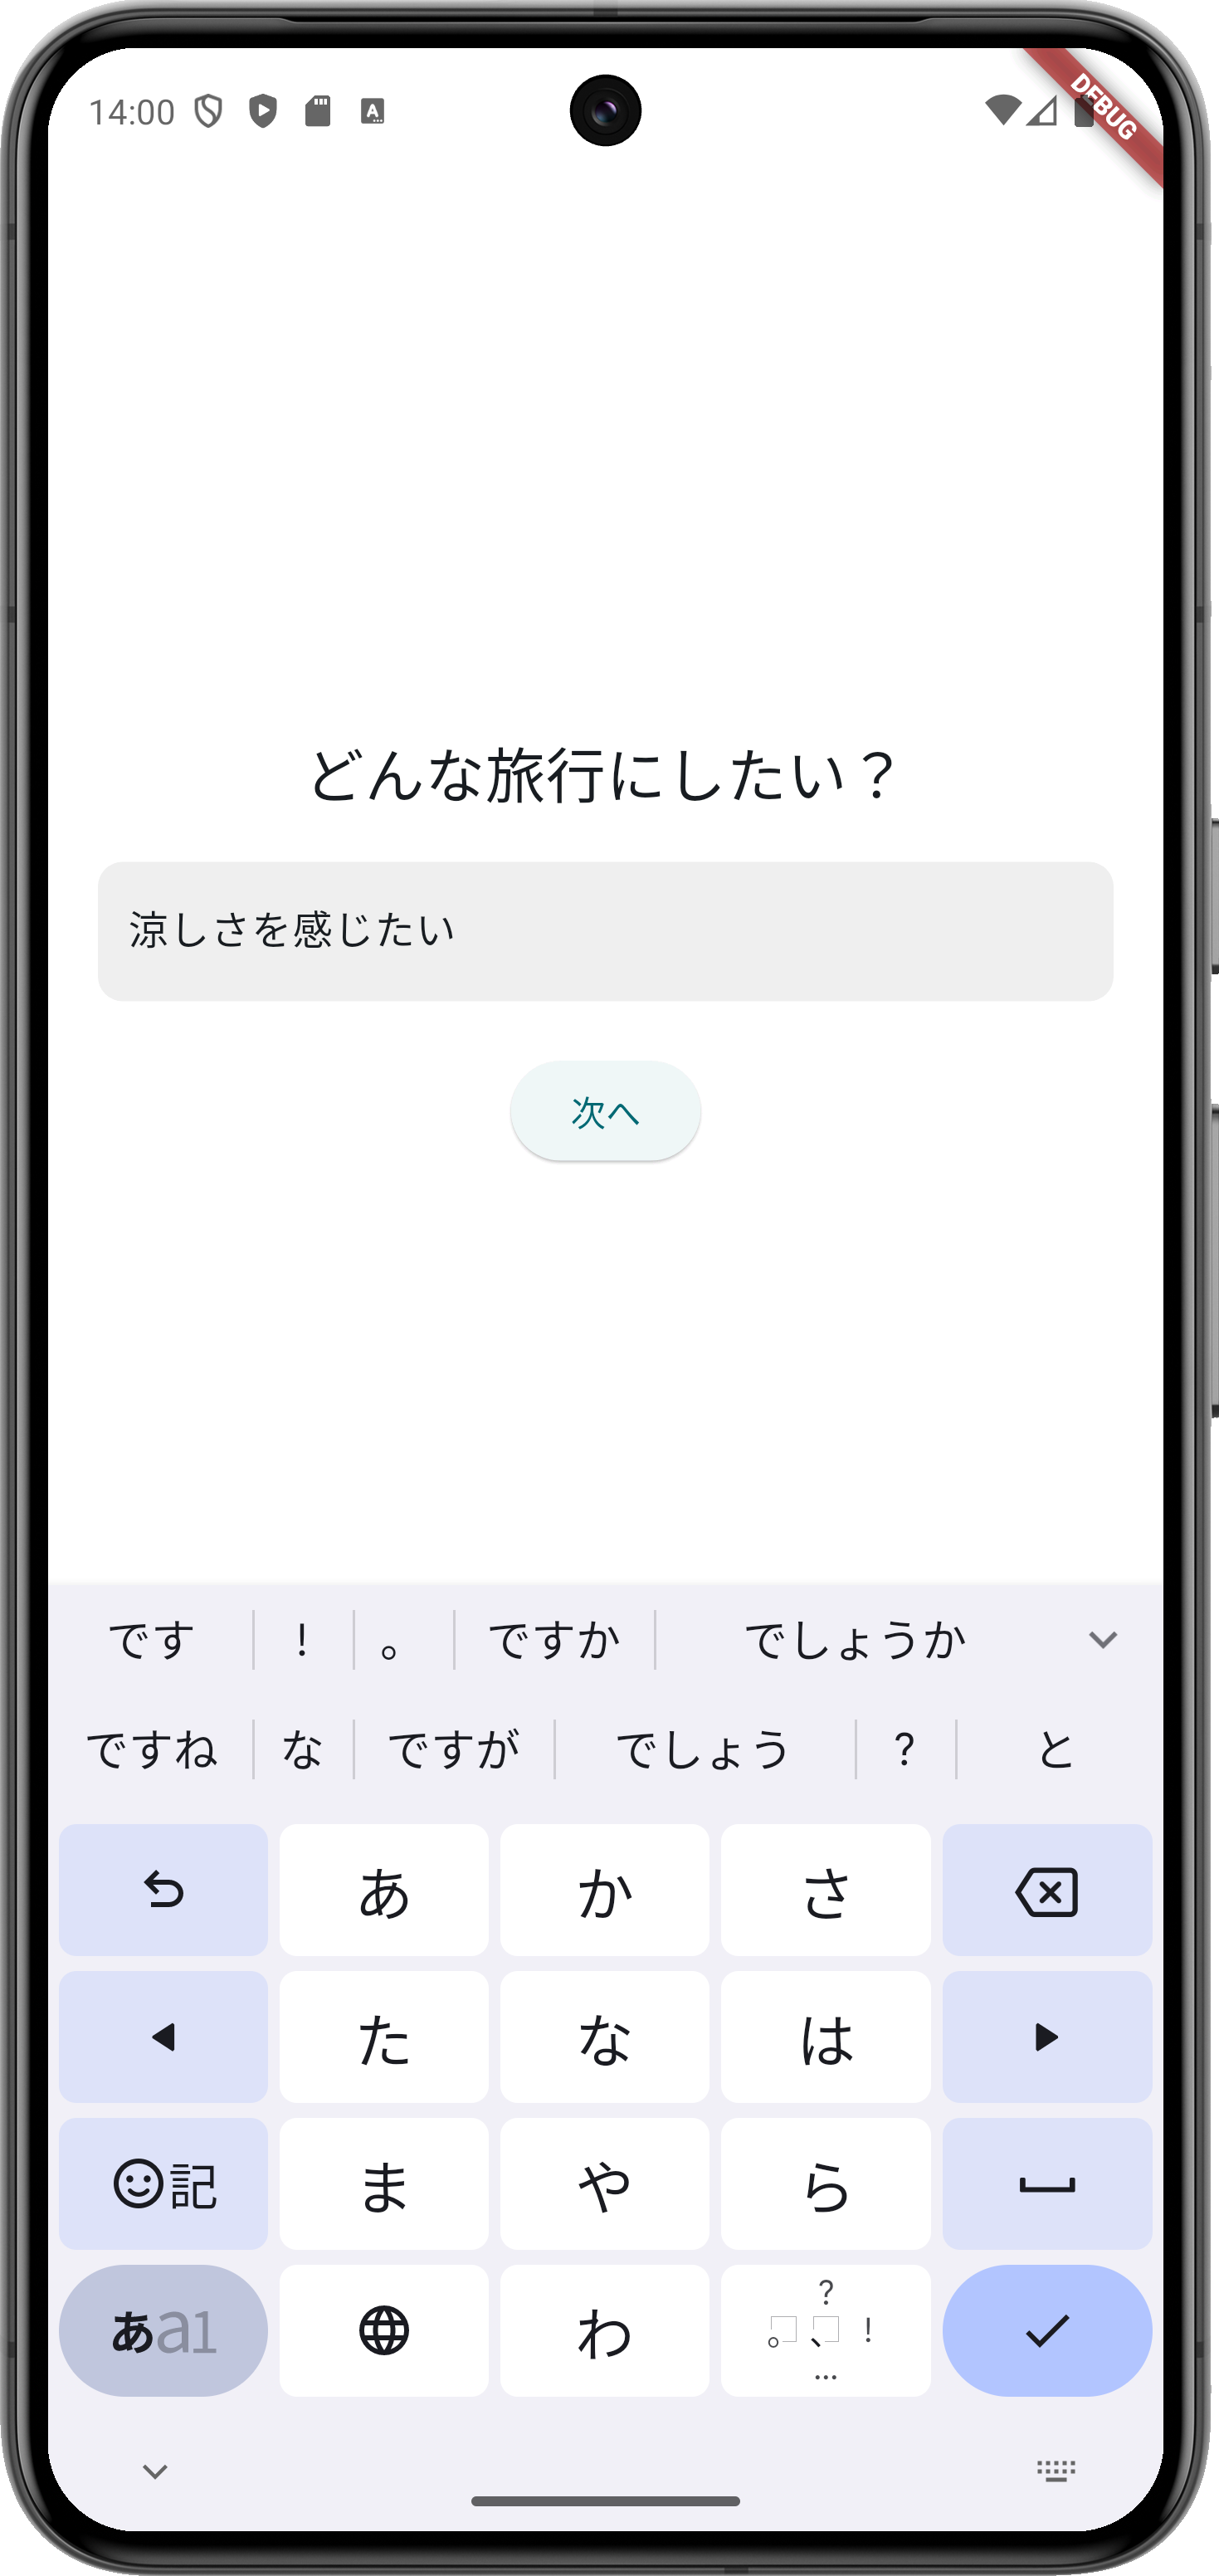 14:00
DEBUG
どんな旅行にしたい？
涼しさを感じたい
次へ
です ! 。 ですか でしょうか
ですね な ですが でしょう ? と
あ か さ
た な は
記 ま や ら
あa1 わ 。、?!…